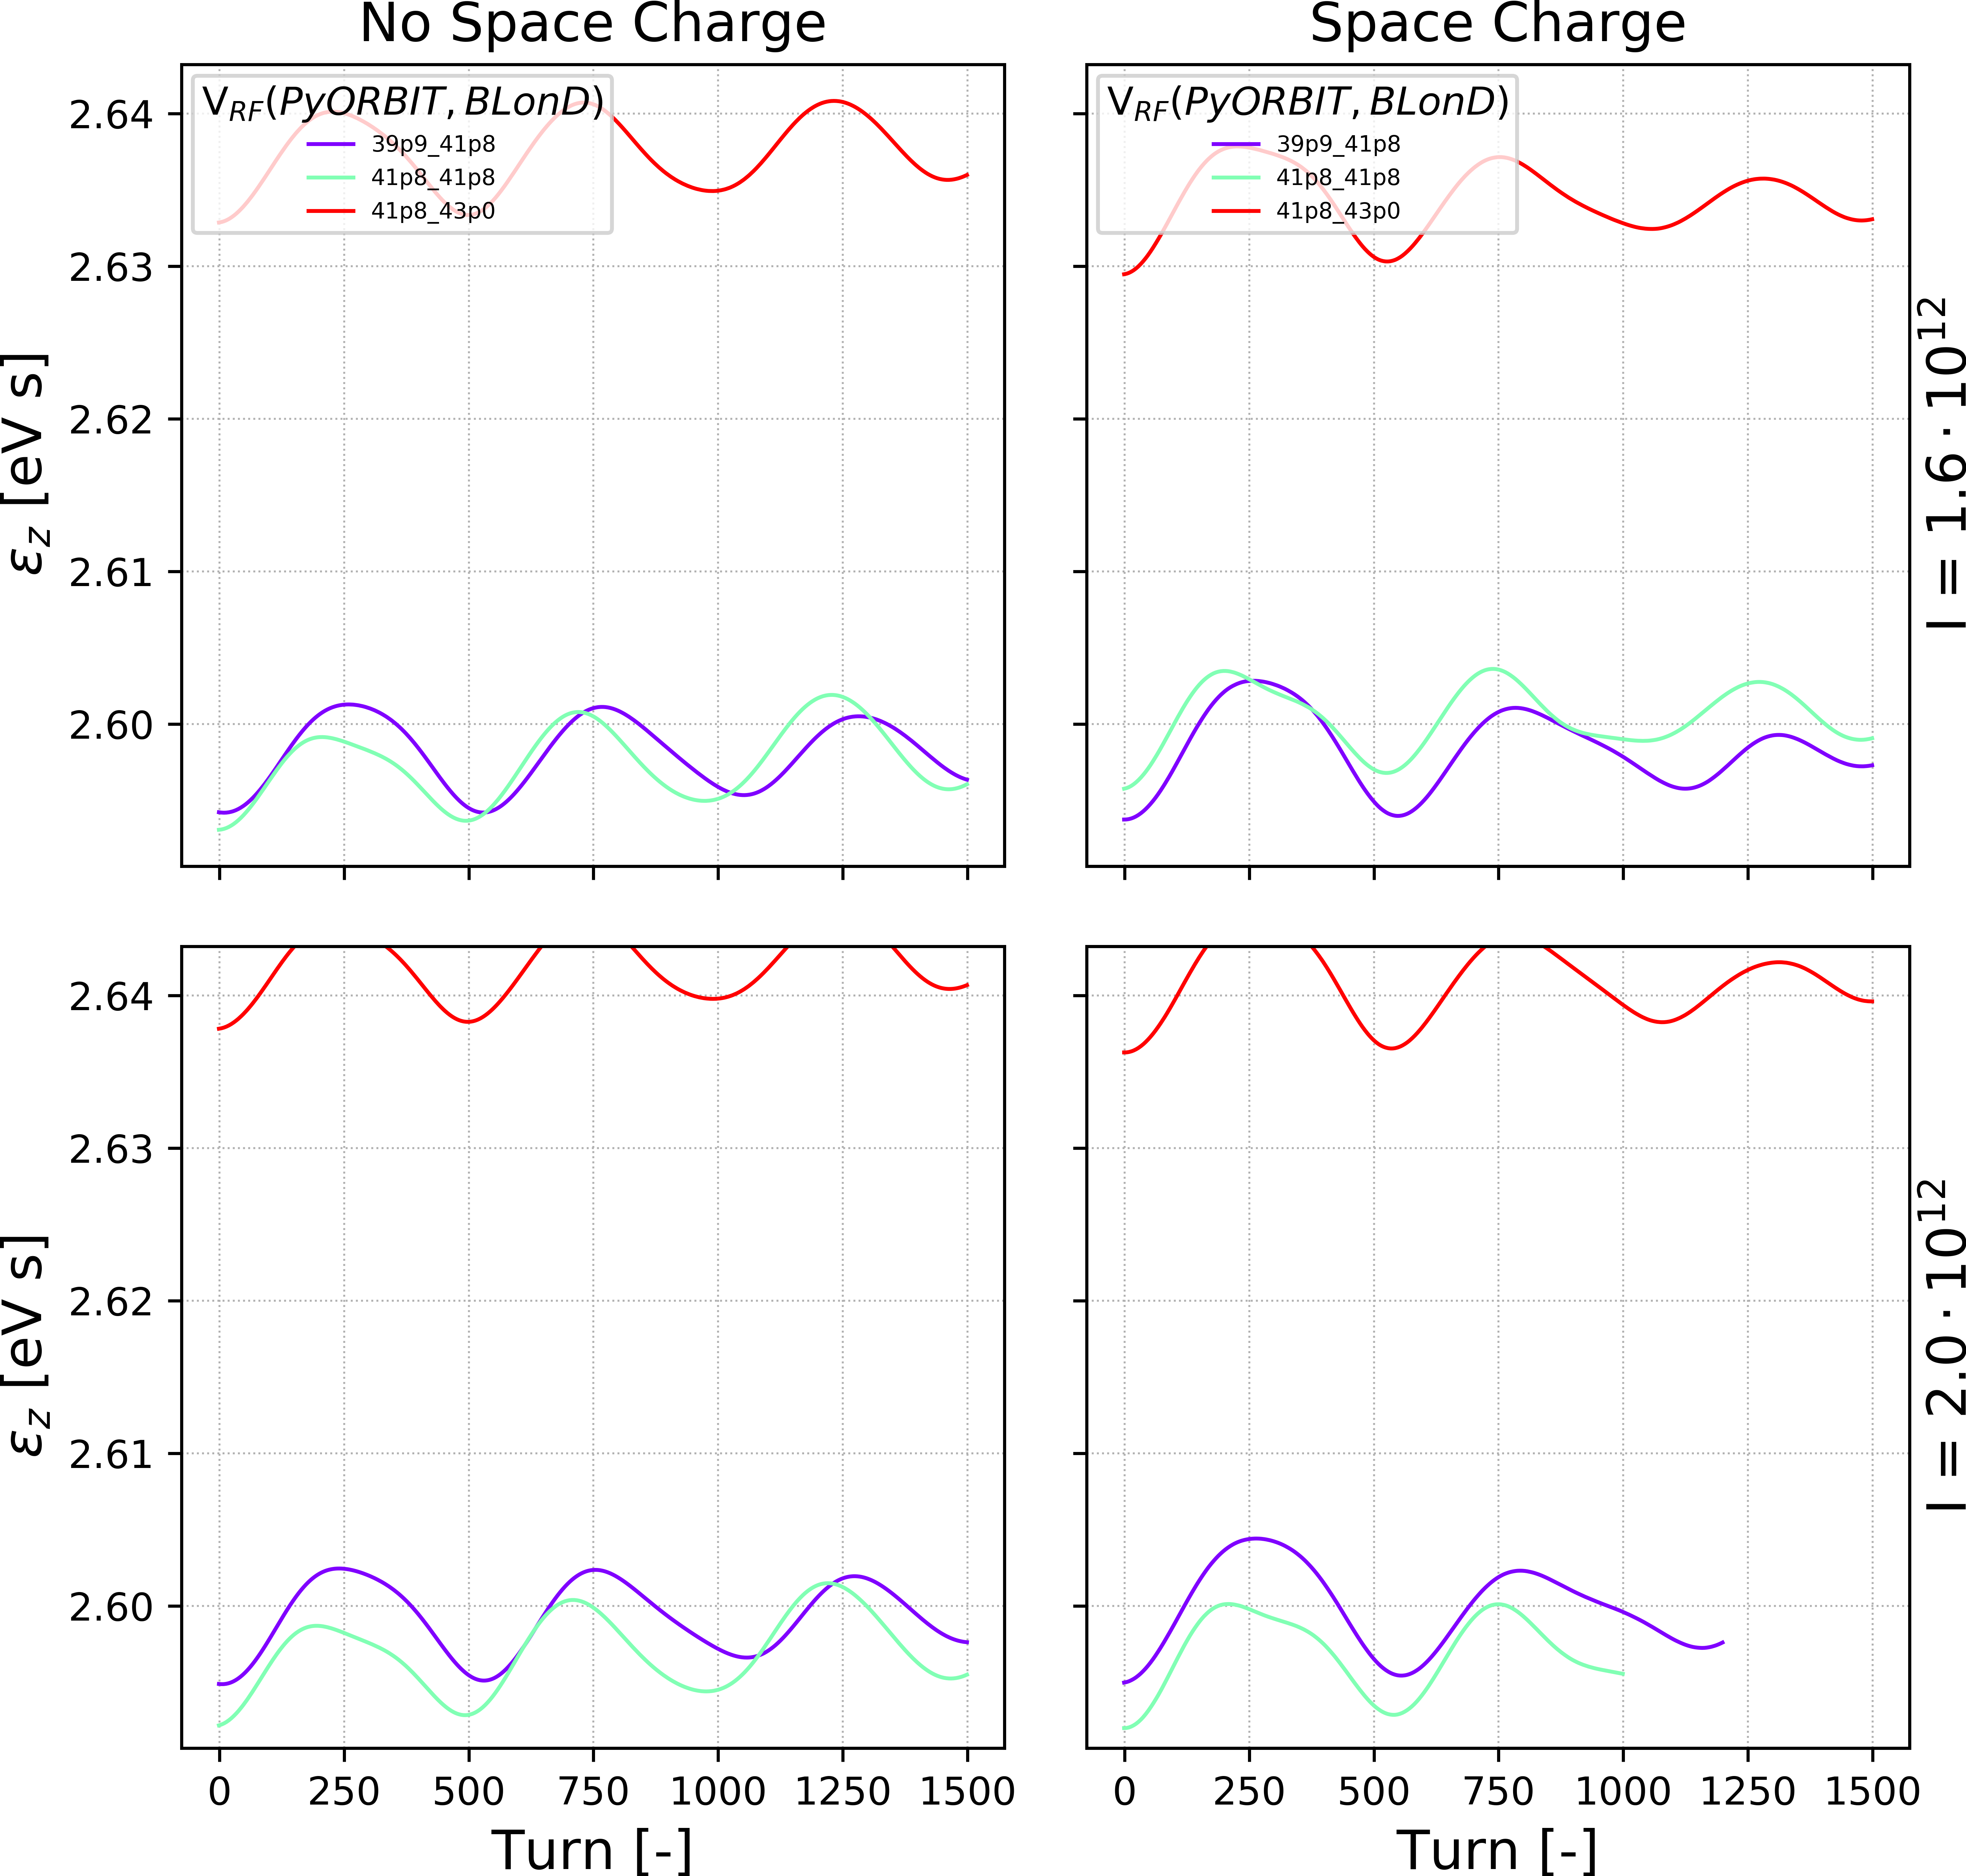 No Space Charge
Space Charge
V_RF(PyORBIT, BLonD)
39p9_41p8
41p8_41p8
41p8_43p0
V_RF(PyORBIT, BLonD)
39p9_41p8
41p8_41p8
41p8_43p0
2.64
2.63
2.62
2.61
2.60
ε_z [eV s]
I = 1.6 · 10^12
2.64
2.63
2.62
2.61
2.60
ε_z [eV s]
I = 2.0 · 10^12
0 250 500 750 1000 1250 1500
0 250 500 750 1000 1250 1500
Turn [-]
Turn [-]